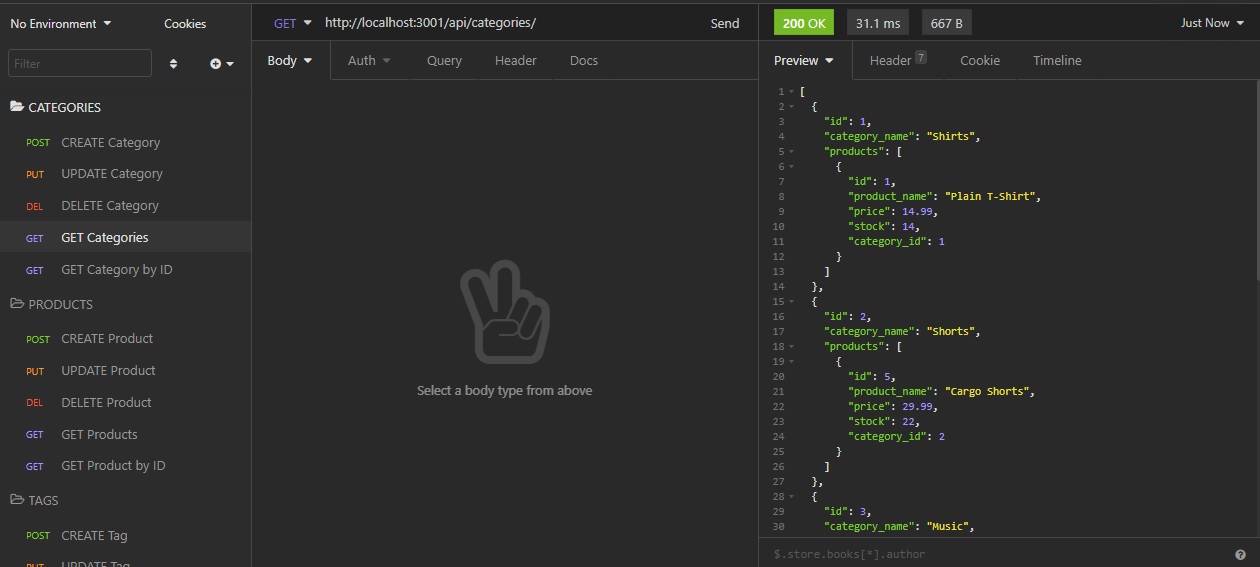 No Environment
Cookies
Filter
CATEGORIES
POST CREATE Category
PUT UPDATE Category
DEL DELETE Category
GET GET Categories
GET GET Category by ID
PRODUCTS
POST CREATE Product
PUT UPDATE Product
DEL DELETE Product
GET GET Products
GET GET Product by ID
TAGS
POST CREATE Tag
PUT UPDATE Tag
GET http://localhost:3001/api/categories/ Send
Body Auth Query Header Docs
Select a body type from above
200 OK 31.1 ms 667 B Just Now
Preview Header 7 Cookie Timeline
1 [
2 {
3 "id": 1,
4 "category_name": "Shirts",
5 "products": [
6 {
7 "id": 1,
8 "product_name": "Plain T-Shirt",
9 "price": 14.99,
10 "stock": 14,
11 "category_id": 1
12 }
13 ]
14 },
15 {
16 "id": 2,
17 "category_name": "Shorts",
18 "products": [
19 {
20 "id": 5,
21 "product_name": "Cargo Shorts",
22 "price": 29.99,
23 "stock": 22,
24 "category_id": 2
25 }
26 ]
27 },
28 {
29 "id": 3,
30 "category_name": "Music",
$.store.books[*].author